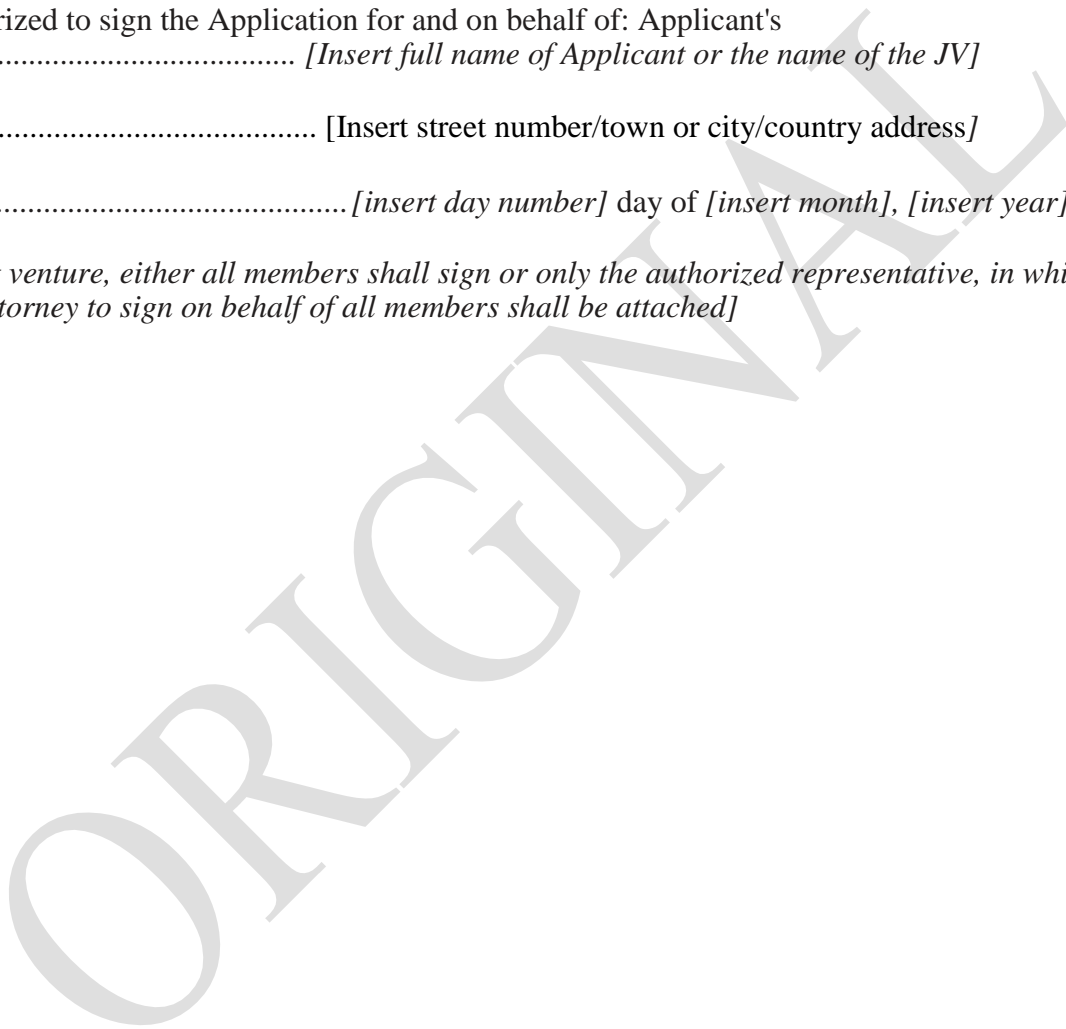 rized to sign the Application for and on behalf of: Applicant's
.................................... [Insert full name of Applicant or the name of the JV]
........................................ [Insert street number/town or city/country address]
...........................................[insert day number] day of [insert month], [insert year]
venture, either all members shall sign or only the authorized representative, in whi
torney to sign on behalf of all members shall be attached]
ORIGINAL